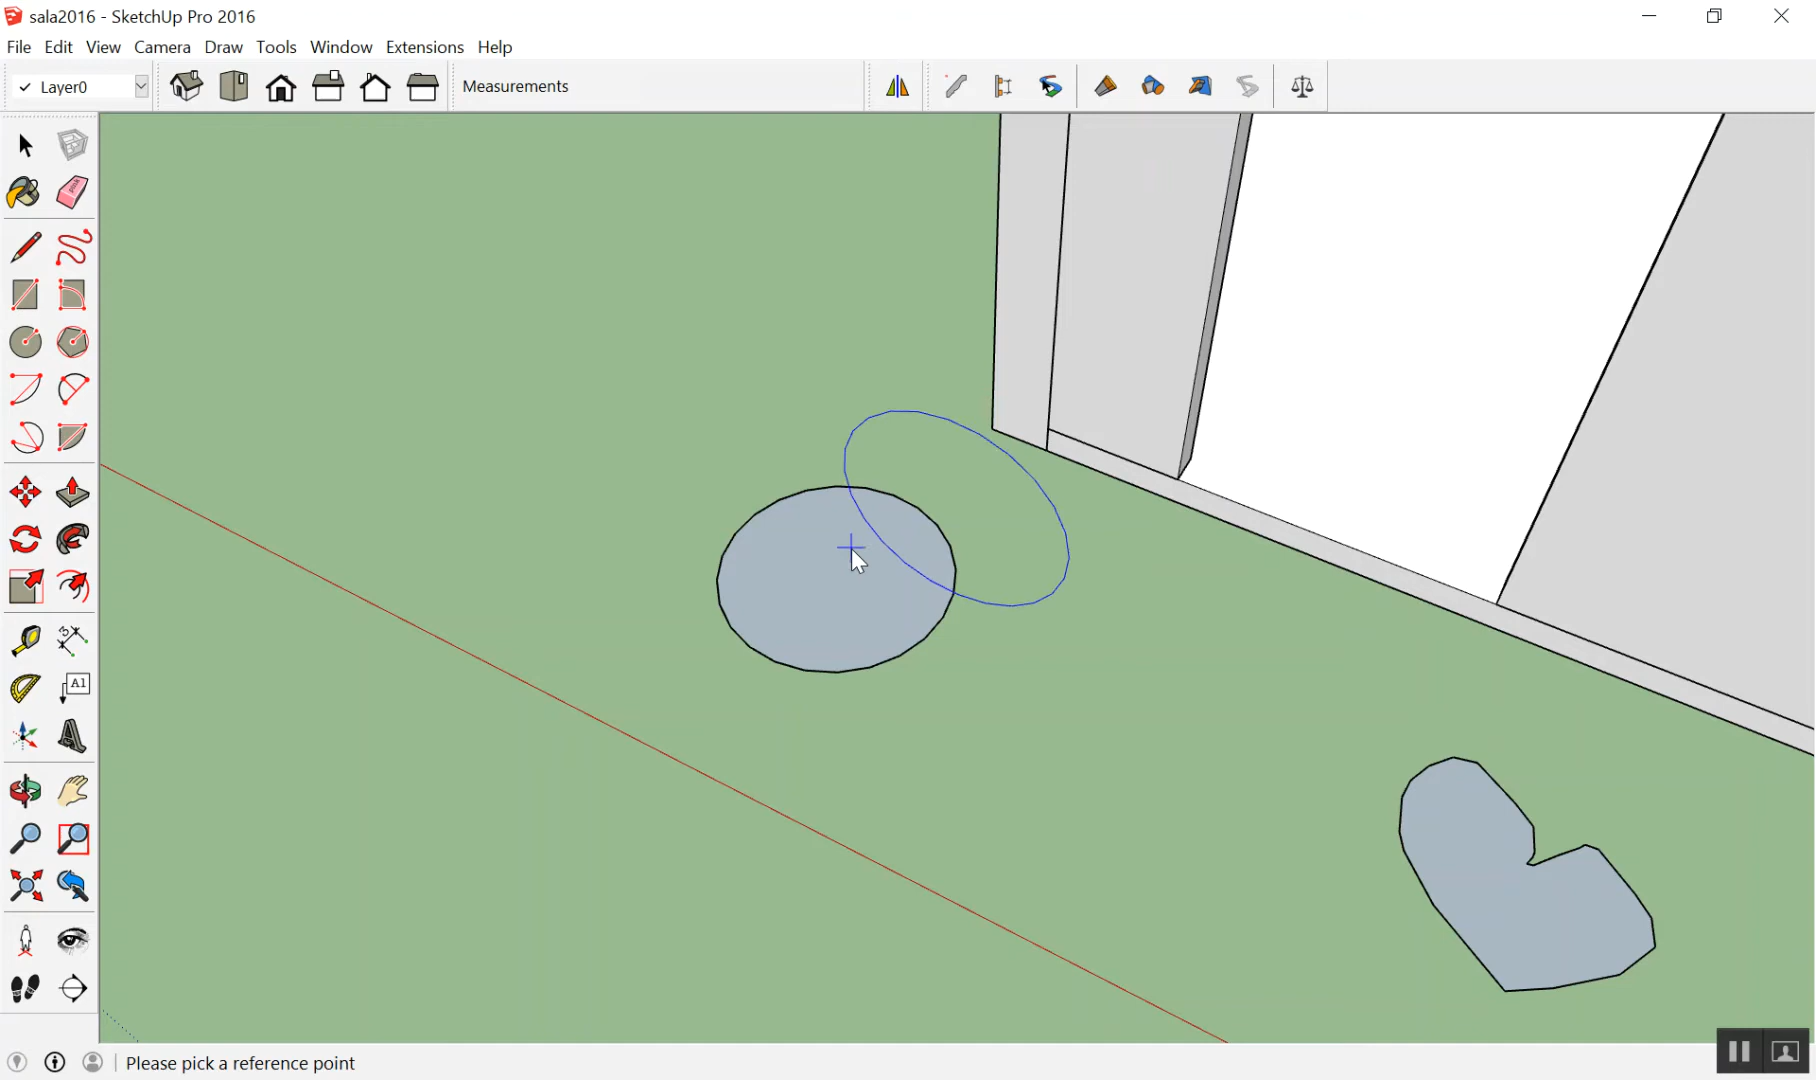 sala2016 - SketchUp Pro 2016
File Edit View Camera Draw Tools Window Extensions Help
Layer0
Measurements
A1
Please pick a reference point